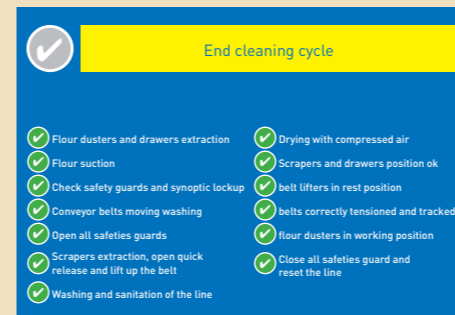 End cleaning cycle
Flour dusters and drawers extraction
Flour suction
Check safety guards and synoptic lockup
Conveyor belts moving washing
Open all safeties guards
Scrapers extraction, open quick
release and lift up the belt
Washing and sanitation of the line
Drying with compressed air
Scrapers and drawers position ok
belt lifters in rest position
belts correctly tensioned and tracked
flour dusters in working position
Close all safeties guard and
reset the line